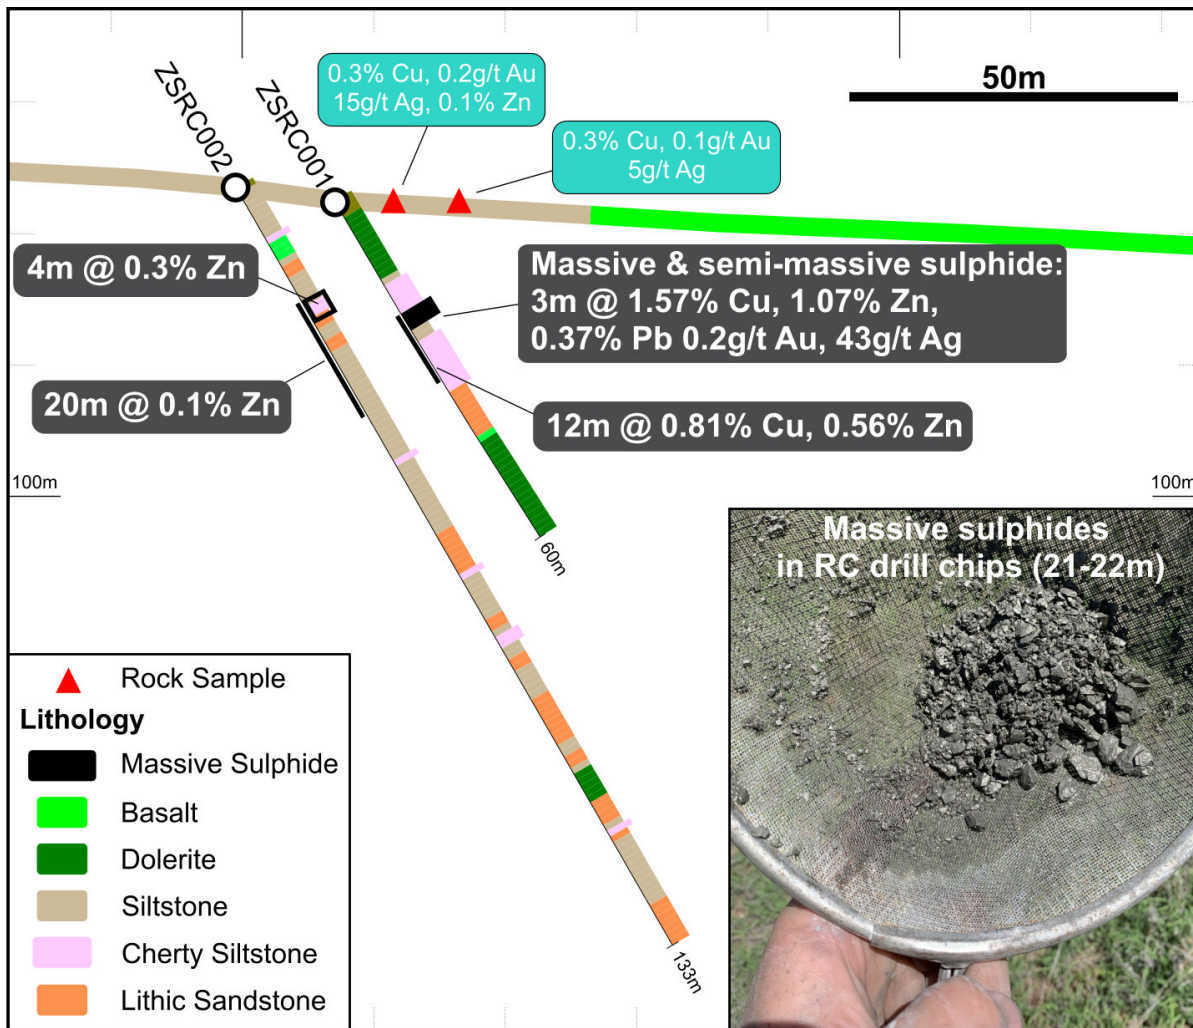 ZSRC002
ZSRC001
0.3% Cu, 0.2g/t Au
15g/t Ag, 0.1% Zn
0.3% Cu, 0.1g/t Au
5g/t Ag
50m
4m @ 0.3% Zn
20m @ 0.1% Zn
Massive & semi-massive sulphide:
3m @ 1.57% Cu, 1.07% Zn,
0.37% Pb 0.2g/t Au, 43g/t Ag
12m @ 0.81% Cu, 0.56% Zn
100m
100m
60m
133m
Massive sulphides
in RC drill chips (21-22m)
Rock Sample
Lithology
Massive Sulphide
Basalt
Dolerite
Siltstone
Cherty Siltstone
Lithic Sandstone